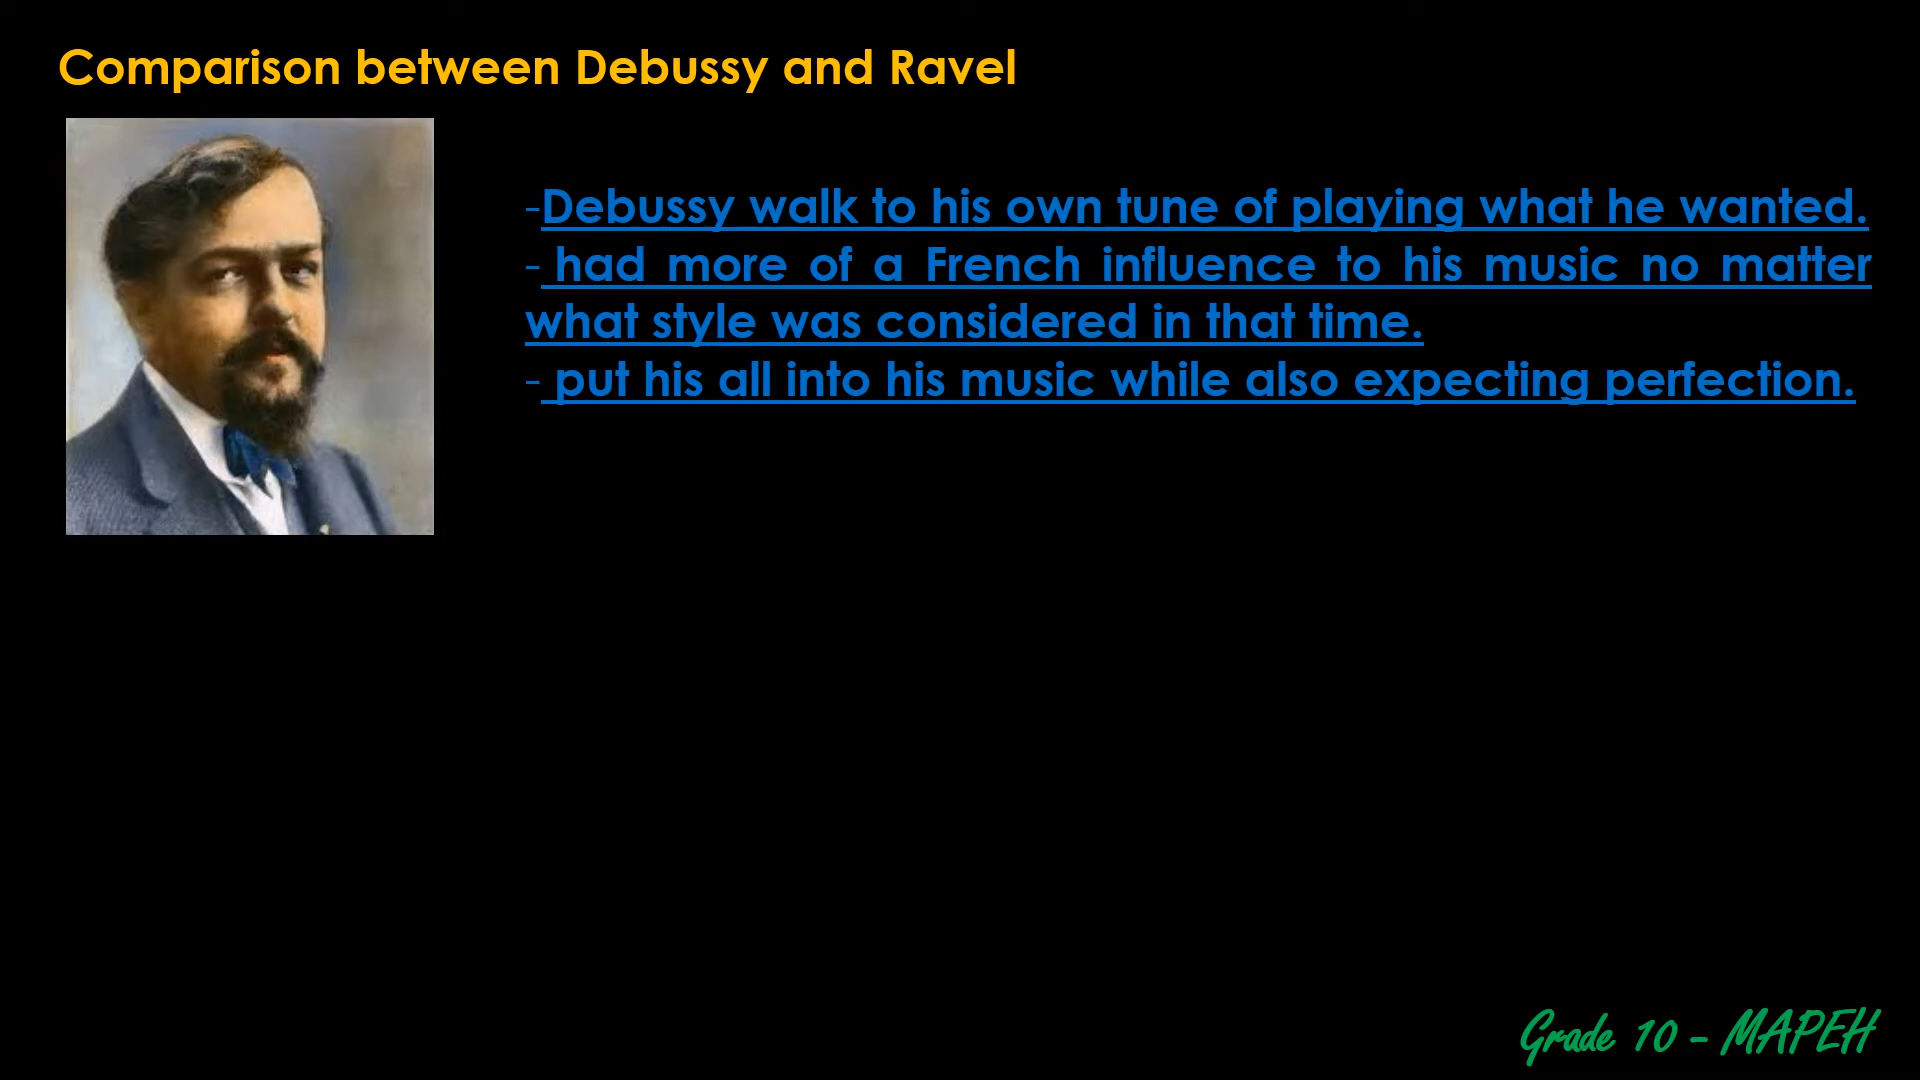 Comparison between Debussy and Ravel
-Debussy walk to his own tune of playing what he wanted.
- had more of a French influence to his music no matter
what style was considered in that time.
- put his all into his music while also expecting perfection.
Grade 10 - MAPEH